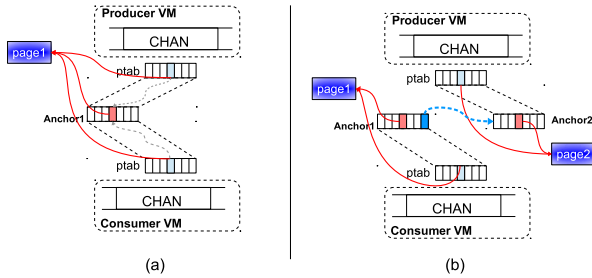 Producer VM
CHAN
page1
ptab
Anchor1
ptab
CHAN
Consumer VM
(a)
Producer VM
CHAN
ptab
page1
Anchor1
Anchor2
page2
ptab
CHAN
Consumer VM
(b)